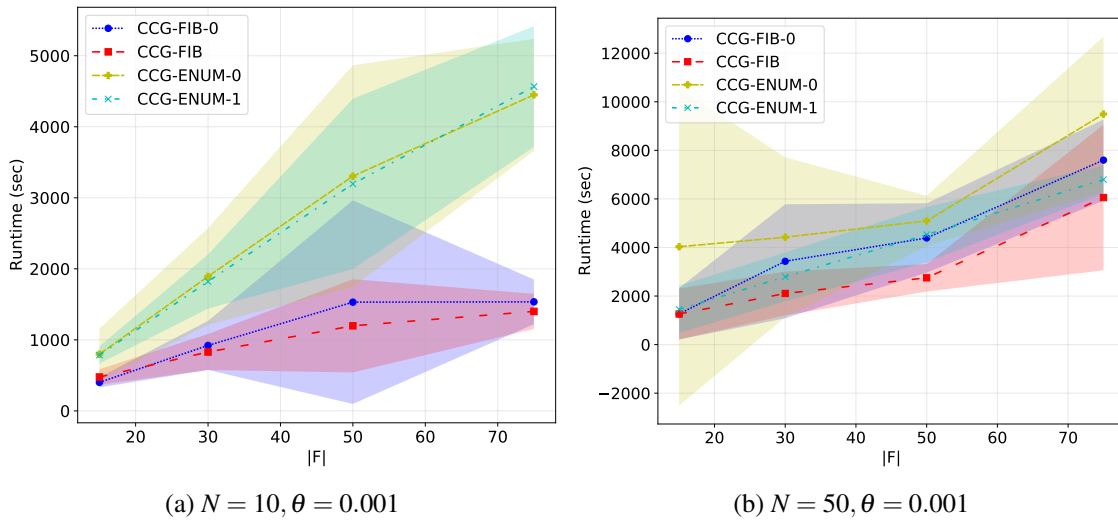 CCG-FIB-0
CCG-FIB
CCG-ENUM-0
CCG-ENUM-1
5000
4000
3000
2000
1000
0
Runtime (sec)
20 30 40 50 60 70
|F|
(a) N = 10, θ = 0.001
CCG-FIB-0
CCG-FIB
CCG-ENUM-0
CCG-ENUM-1
12000
10000
8000
6000
4000
2000
0
−2000
Runtime (sec)
20 30 40 50 60 70
|F|
(b) N = 50, θ = 0.001